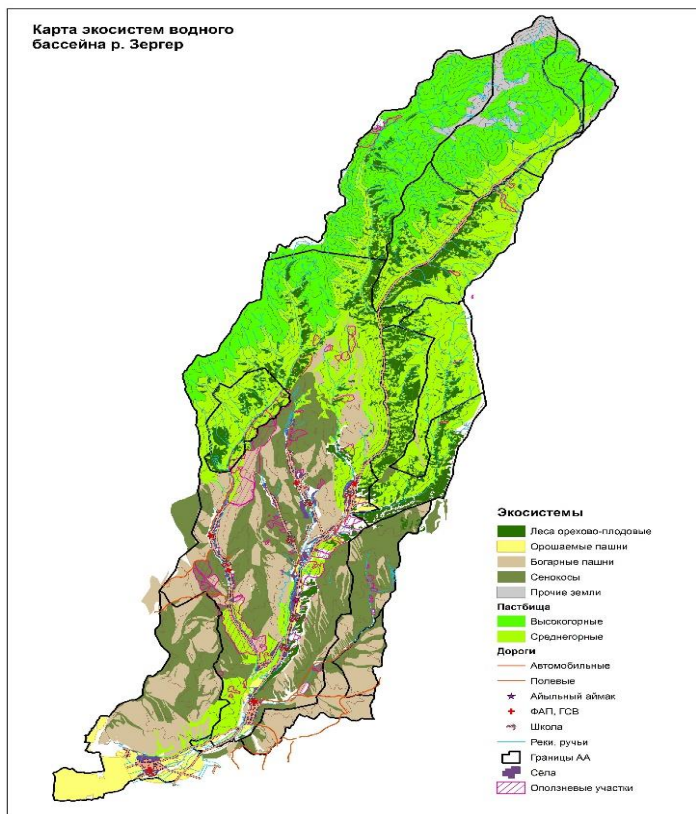 Карта экосистем водного
бассейна р. Зергер
Экосистемы
Леса орехово-плодовые
Орошаемые пашни
Богарные пашни
Сенокосы
Прочие земли
Пастбища
Высокогорные
Среднегорные
Дороги
Автомобильные
Полевые
Айыльный аймак
ФАП, ГСВ
Школа
Реки. ручьи
Границы АА
Сёла
Оползневые участки